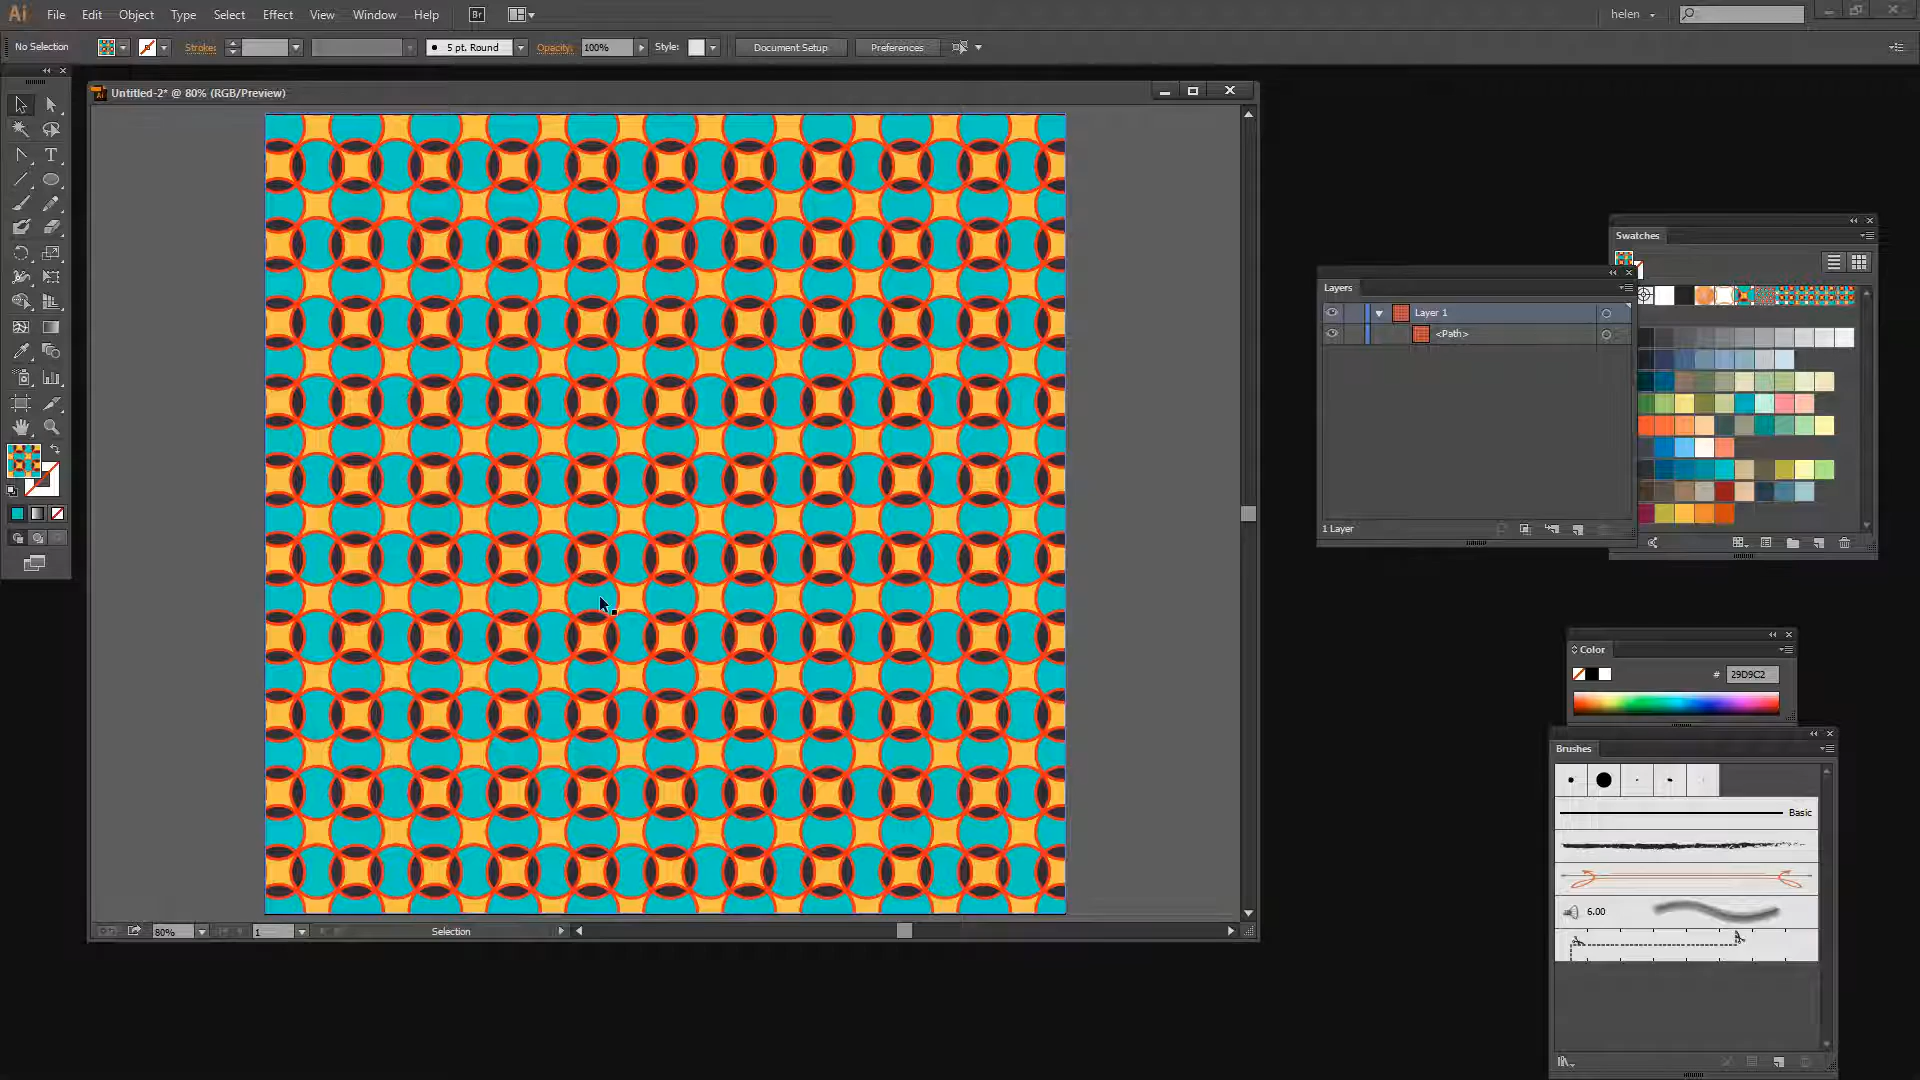 Ai File Edit Object Type Select Effect View Window Help Br helen
No Selection Stroke: 5 pt. Round Opacity: 100% Style: Document Setup Preferences
Untitled-2* @ 80% (RGB/Preview)
Swatches
Layers
Layer 1
<Path>
1 Layer
Color
# 29D9C2
Brushes
Basic
6.00
80% 1 Selection